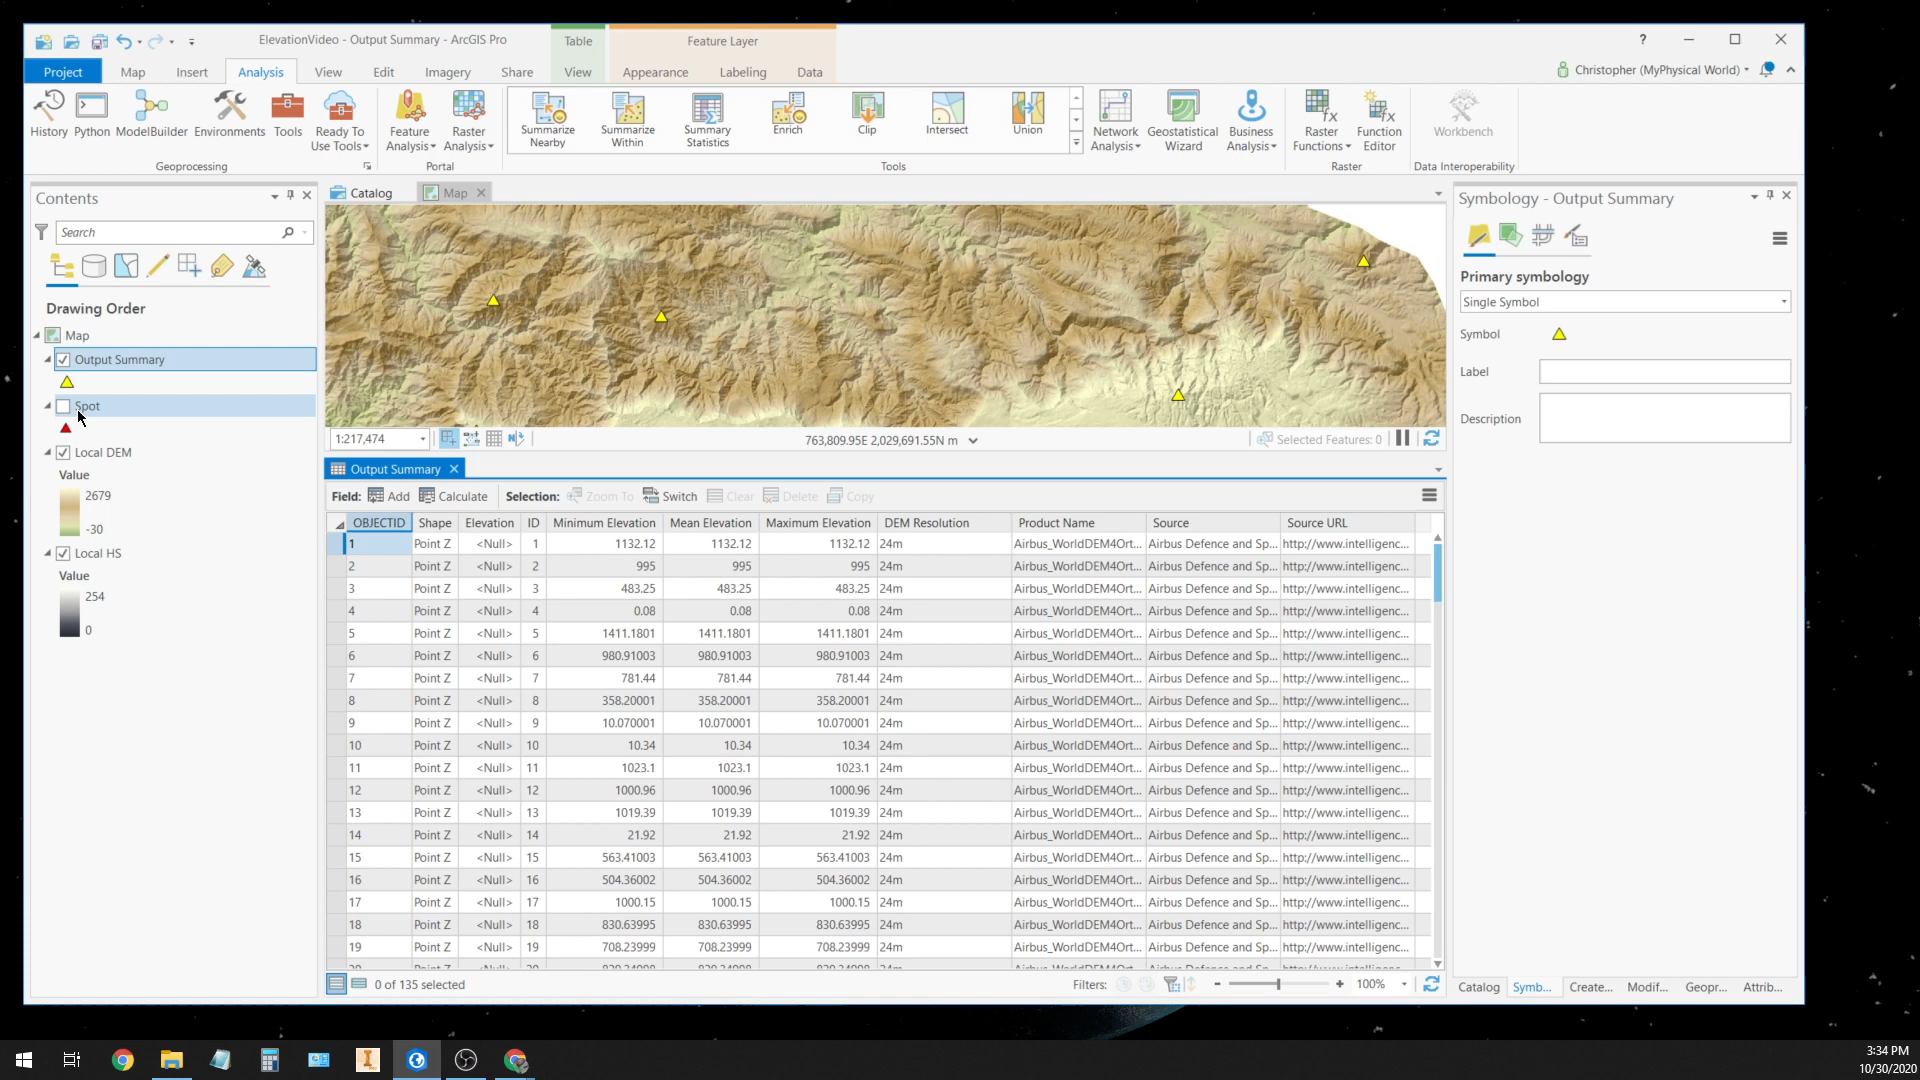 ElevationVideo - Output Summary - ArcGIS Pro
Table
Feature Layer
?
Project
Map
Insert
Analysis
View
Edit
Imagery
Share
View
Appearance
Labeling
Data
Christopher (MyPhysical World)
History
Python
ModelBuilder
Environments
Tools
Ready To
Use Tools
Feature
Analysis
Raster
Analysis
Summarize
Nearby
Summarize
Within
Summary
Statistics
Enrich
Clip
Intersect
Union
Network
Analysis
Geostatistical
Wizard
Business
Analysis
Raster
Functions
Function
Editor
Workbench
Geoprocessing
Portal
Tools
Raster
Data Interoperability
Contents
Search
Drawing Order
Map
Output Summary
Spot
Local DEM
Value
2679
-30
Local HS
Value
254
0
Catalog
Map
1:217,474
763,809.95E 2,029,691.55N m
Selected Features: 0
Output Summary
Field: Add Calculate Selection: Zoom To Switch Clear Delete Copy
OBJECTID Shape Elevation ID Minimum Elevation Mean Elevation Maximum Elevation DEM Resolution Product Name Source Source URL
1 Point Z <Null> 1 1132.12 1132.12 1132.12 24m Airbus_WorldDEM4Ort... Airbus Defence and Sp... http://www.intelligenc...
2 Point Z <Null> 2 995 995 995 24m Airbus_WorldDEM4Ort... Airbus Defence and Sp... http://www.intelligenc...
3 Point Z <Null> 3 483.25 483.25 483.25 24m Airbus_WorldDEM4Ort... Airbus Defence and Sp... http://www.intelligenc...
4 Point Z <Null> 4 0.08 0.08 0.08 24m Airbus_WorldDEM4Ort... Airbus Defence and Sp... http://www.intelligenc...
5 Point Z <Null> 5 1411.1801 1411.1801 1411.1801 24m Airbus_WorldDEM4Ort... Airbus Defence and Sp... http://www.intelligenc...
6 Point Z <Null> 6 980.91003 980.91003 980.91003 24m Airbus_WorldDEM4Ort... Airbus Defence and Sp... http://www.intelligenc...
7 Point Z <Null> 7 781.44 781.44 781.44 24m Airbus_WorldDEM4Ort... Airbus Defence and Sp... http://www.intelligenc...
8 Point Z <Null> 8 358.20001 358.20001 358.20001 24m Airbus_WorldDEM4Ort... Airbus Defence and Sp... http://www.intelligenc...
9 Point Z <Null> 9 10.070001 10.070001 10.070001 24m Airbus_WorldDEM4Ort... Airbus Defence and Sp... http://www.intelligenc...
10 Point Z <Null> 10 10.34 10.34 10.34 24m Airbus_WorldDEM4Ort... Airbus Defence and Sp... http://www.intelligenc...
11 Point Z <Null> 11 1023.1 1023.1 1023.1 24m Airbus_WorldDEM4Ort... Airbus Defence and Sp... http://www.intelligenc...
12 Point Z <Null> 12 1000.96 1000.96 1000.96 24m Airbus_WorldDEM4Ort... Airbus Defence and Sp... http://www.intelligenc...
13 Point Z <Null> 13 1019.39 1019.39 1019.39 24m Airbus_WorldDEM4Ort... Airbus Defence and Sp... http://www.intelligenc...
14 Point Z <Null> 14 21.92 21.92 21.92 24m Airbus_WorldDEM4Ort... Airbus Defence and Sp... http://www.intelligenc...
15 Point Z <Null> 15 563.41003 563.41003 563.41003 24m Airbus_WorldDEM4Ort... Airbus Defence and Sp... http://www.intelligenc...
16 Point Z <Null> 16 504.36002 504.36002 504.36002 24m Airbus_WorldDEM4Ort... Airbus Defence and Sp... http://www.intelligenc...
17 Point Z <Null> 17 1000.15 1000.15 1000.15 24m Airbus_WorldDEM4Ort... Airbus Defence and Sp... http://www.intelligenc...
18 Point Z <Null> 18 830.63995 830.63995 830.63995 24m Airbus_WorldDEM4Ort... Airbus Defence and Sp... http://www.intelligenc...
19 Point Z <Null> 19 708.23999 708.23999 708.23999 24m Airbus_WorldDEM4Ort... Airbus Defence and Sp... http://www.intelligenc...
0 of 135 selected
Filters:
- + 100%
Symbology - Output Summary
Primary symbology
Single Symbol
Symbol
Label
Description
Catalog Symb... Create... Modif... Geopr... Attrib...
3:34 PM
10/30/2020